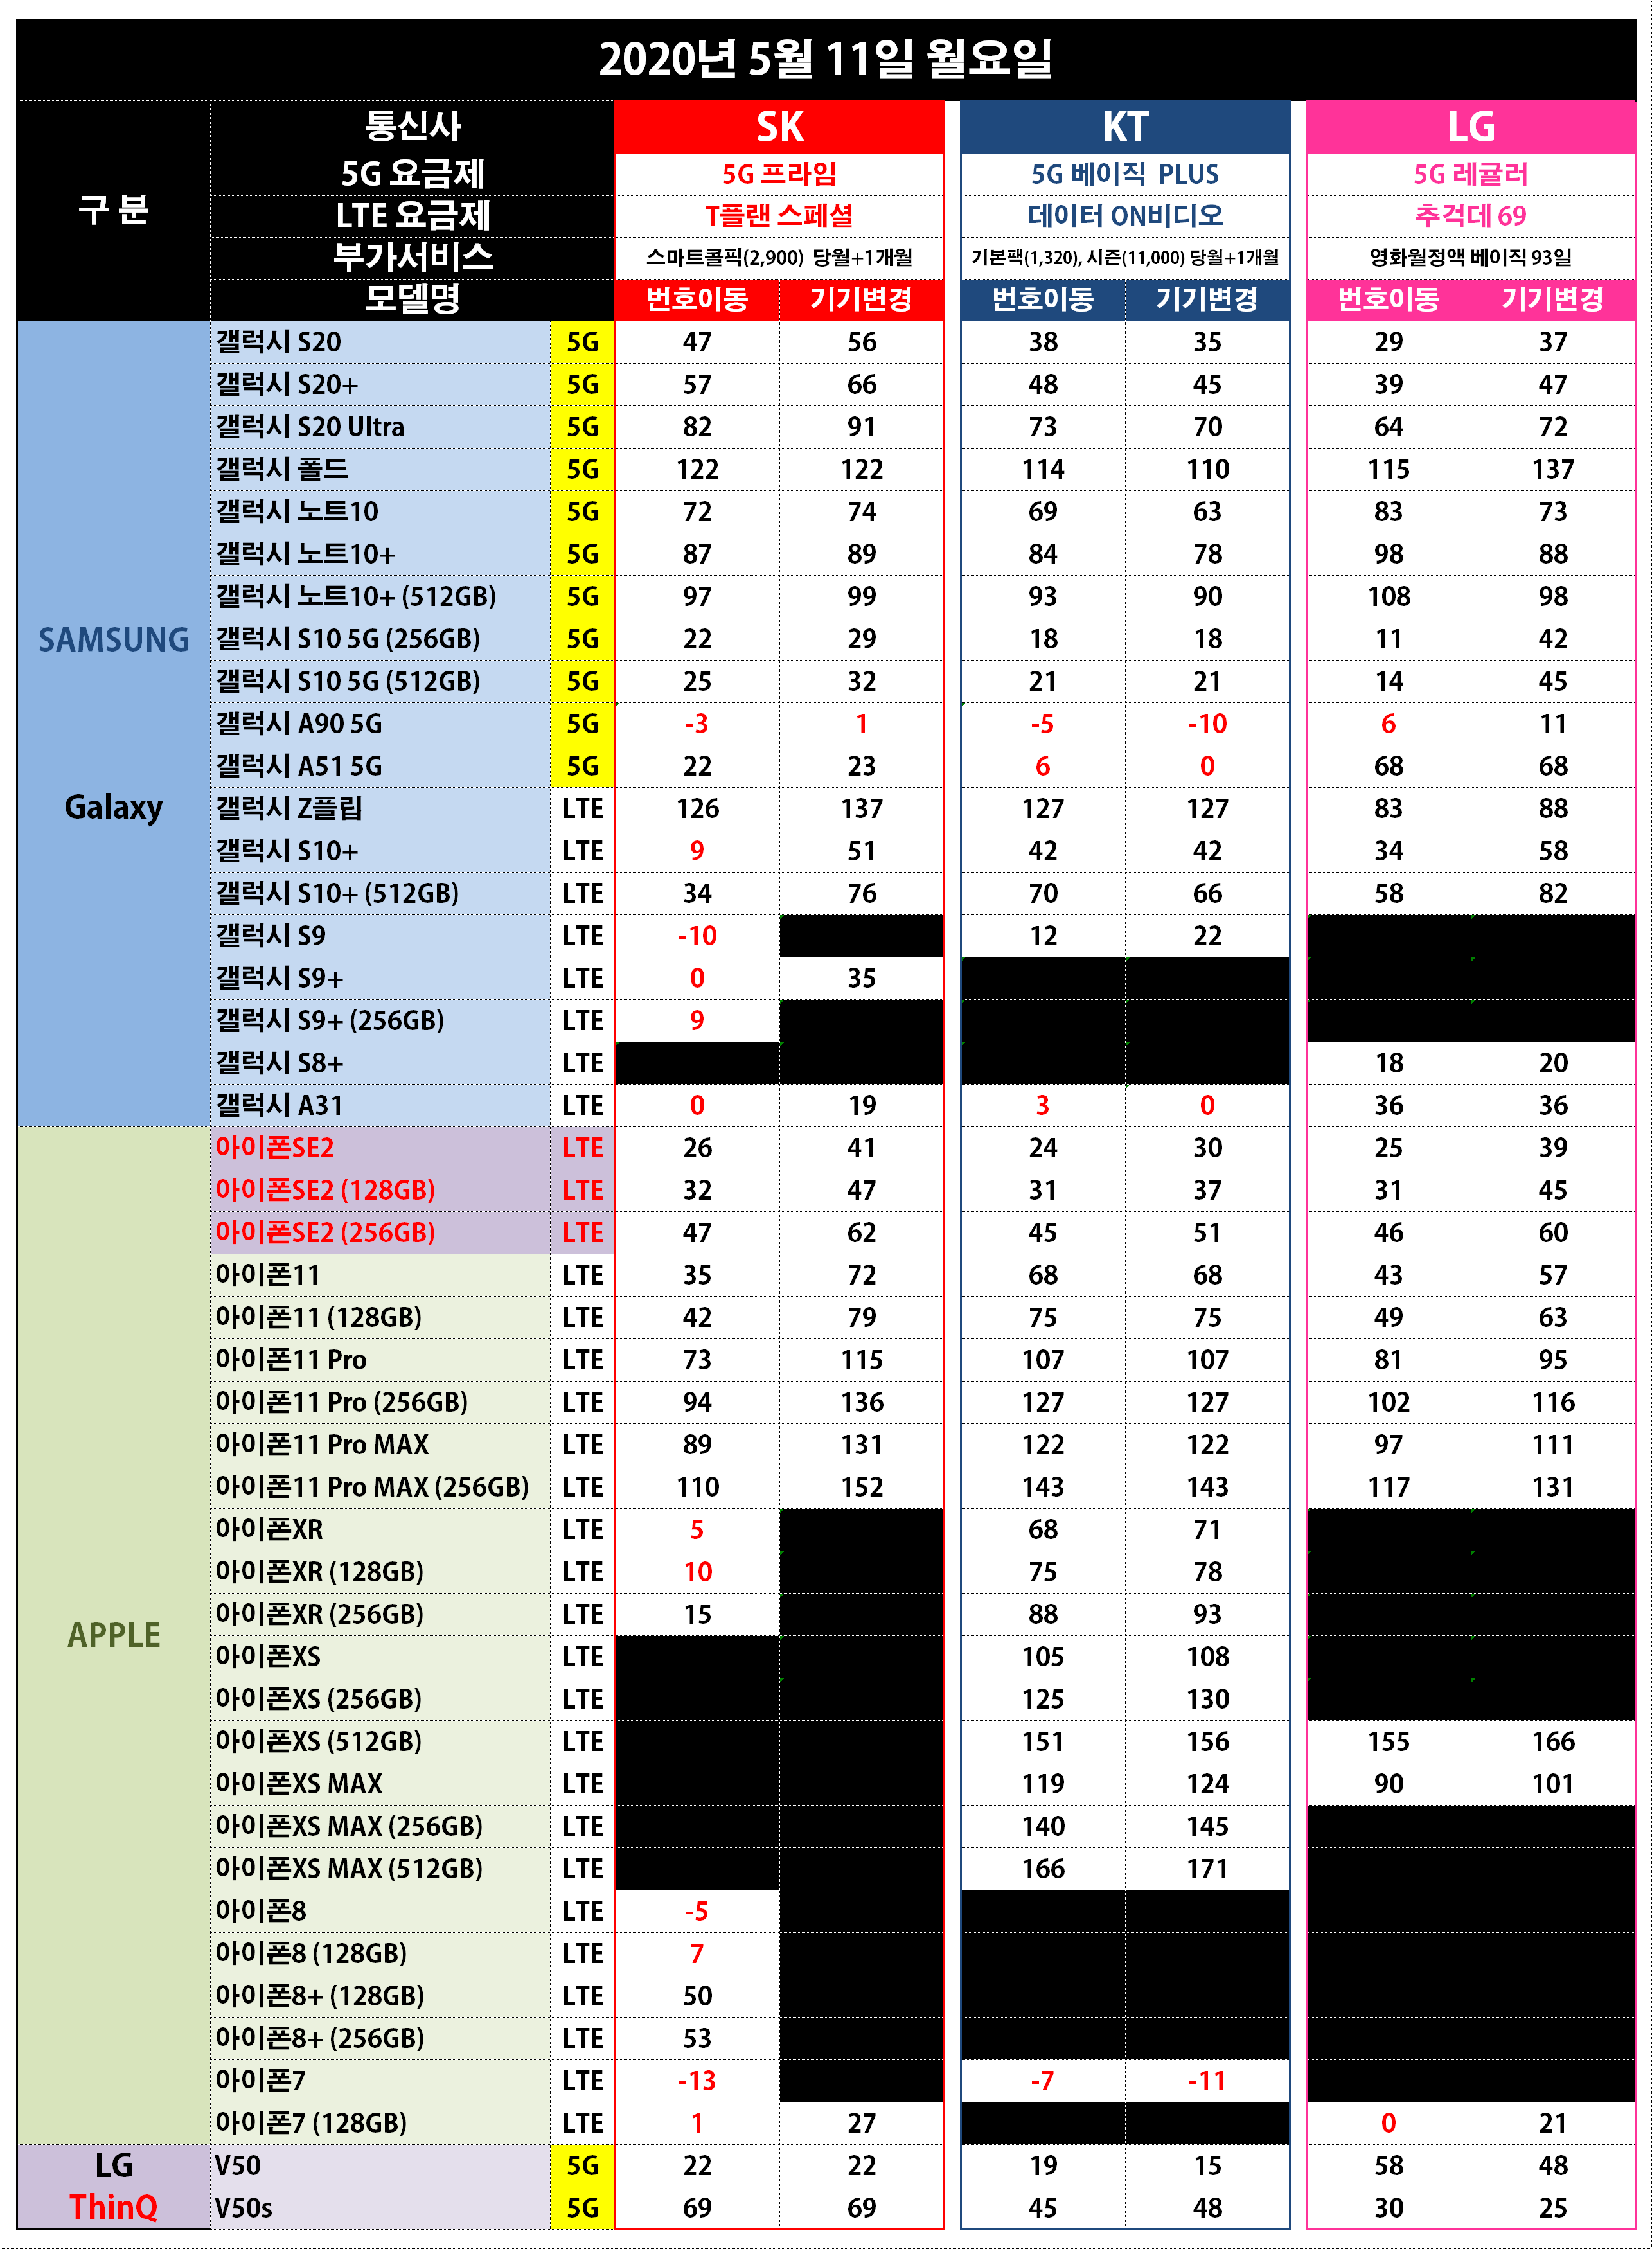 2020년 5월 11일 월요일
구 분 통신사 SK KT LG
5G 요금제 5G 프라임 5G 베이직 PLUS 5G 레귤러
LTE 요금제 T플랜 스페셜 데이터 ON비디오 추걱데 69
부가서비스 스마트콜픽(2,900) 당월+1개월 기본팩(1,320), 시즌(11,000) 당월+1개월 영화월정액 베이직 93일
모델명 번호이동 기기변경 번호이동 기기변경 번호이동 기기변경
SAMSUNG
Galaxy
갤럭시 S20 5G 47 56 38 35 29 37
갤럭시 S20+ 5G 57 66 48 45 39 47
갤럭시 S20 Ultra 5G 82 91 73 70 64 72
갤럭시 폴드 5G 122 122 114 110 115 137
갤럭시 노트10 5G 72 74 69 63 83 73
갤럭시 노트10+ 5G 87 89 84 78 98 88
갤럭시 노트10+ (512GB) 5G 97 99 93 90 108 98
갤럭시 S10 5G (256GB) 5G 22 29 18 18 11 42
갤럭시 S10 5G (512GB) 5G 25 32 21 21 14 45
갤럭시 A90 5G 5G -3 1 -5 -10 6 11
갤럭시 A51 5G 5G 22 23 6 0 68 68
갤럭시 Z플립 LTE 126 137 127 127 83 88
갤럭시 S10+ LTE 9 51 42 42 34 58
갤럭시 S10+ (512GB) LTE 34 76 70 66 58 82
갤럭시 S9 LTE -10 12 22
갤럭시 S9+ LTE 0 35
갤럭시 S9+ (256GB) LTE 9
갤럭시 S8+ LTE 18 20
갤럭시 A31 LTE 0 19 3 0 36 36
APPLE
아이폰SE2 LTE 26 41 24 30 25 39
아이폰SE2 (128GB) LTE 32 47 31 37 31 45
아이폰SE2 (256GB) LTE 47 62 45 51 46 60
아이폰11 LTE 35 72 68 68 43 57
아이폰11 (128GB) LTE 42 79 75 75 49 63
아이폰11 Pro LTE 73 115 107 107 81 95
아이폰11 Pro (256GB) LTE 94 136 127 127 102 116
아이폰11 Pro MAX LTE 89 131 122 122 97 111
아이폰11 Pro MAX (256GB) LTE 110 152 143 143 117 131
아이폰XR LTE 5 68 71
아이폰XR (128GB) LTE 10 75 78
아이폰XR (256GB) LTE 15 88 93
아이폰XS LTE 105 108
아이폰XS (256GB) LTE 125 130
아이폰XS (512GB) LTE 151 156 155 166
아이폰XS MAX LTE 119 124 90 101
아이폰XS MAX (256GB) LTE 140 145
아이폰XS MAX (512GB) LTE 166 171
아이폰8 LTE -5
아이폰8 (128GB) LTE 7
아이폰8+ (128GB) LTE 50
아이폰8+ (256GB) LTE 53
아이폰7 LTE -13 -7 -11
아이폰7 (128GB) LTE 1 27 0 21
LG
ThinQ
V50 5G 22 22 19 15 58 48
V50s 5G 69 69 45 48 30 25